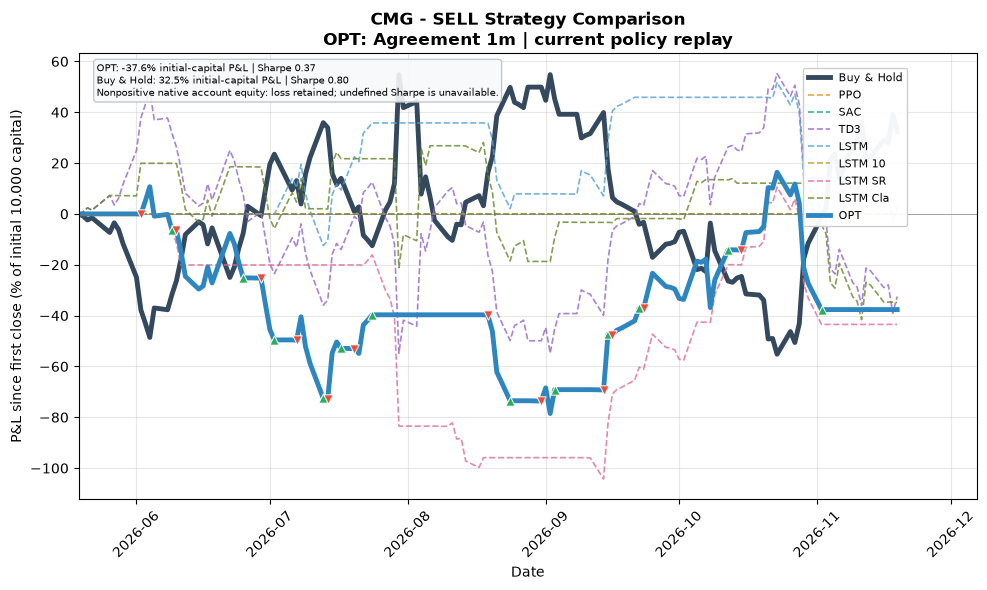 CMG - SELL Strategy Comparison
OPT: Agreement 1m | current policy replay
OPT: -37.6% initial-capital P&L | Sharpe 0.37
Buy & Hold: 32.5% initial-capital P&L | Sharpe 0.80
Nonpositive native account equity: loss retained; undefined Sharpe is unavailable.
Buy & Hold
PPO
SAC
TD3
LSTM
LSTM 10
LSTM SR
LSTM Cla
OPT
P&L since first close (% of initial 10,000 capital)
60
40
20
0
−20
−40
−60
−80
−100
2026-06
2026-07
2026-08
2026-09
2026-10
2026-11
2026-12
Date